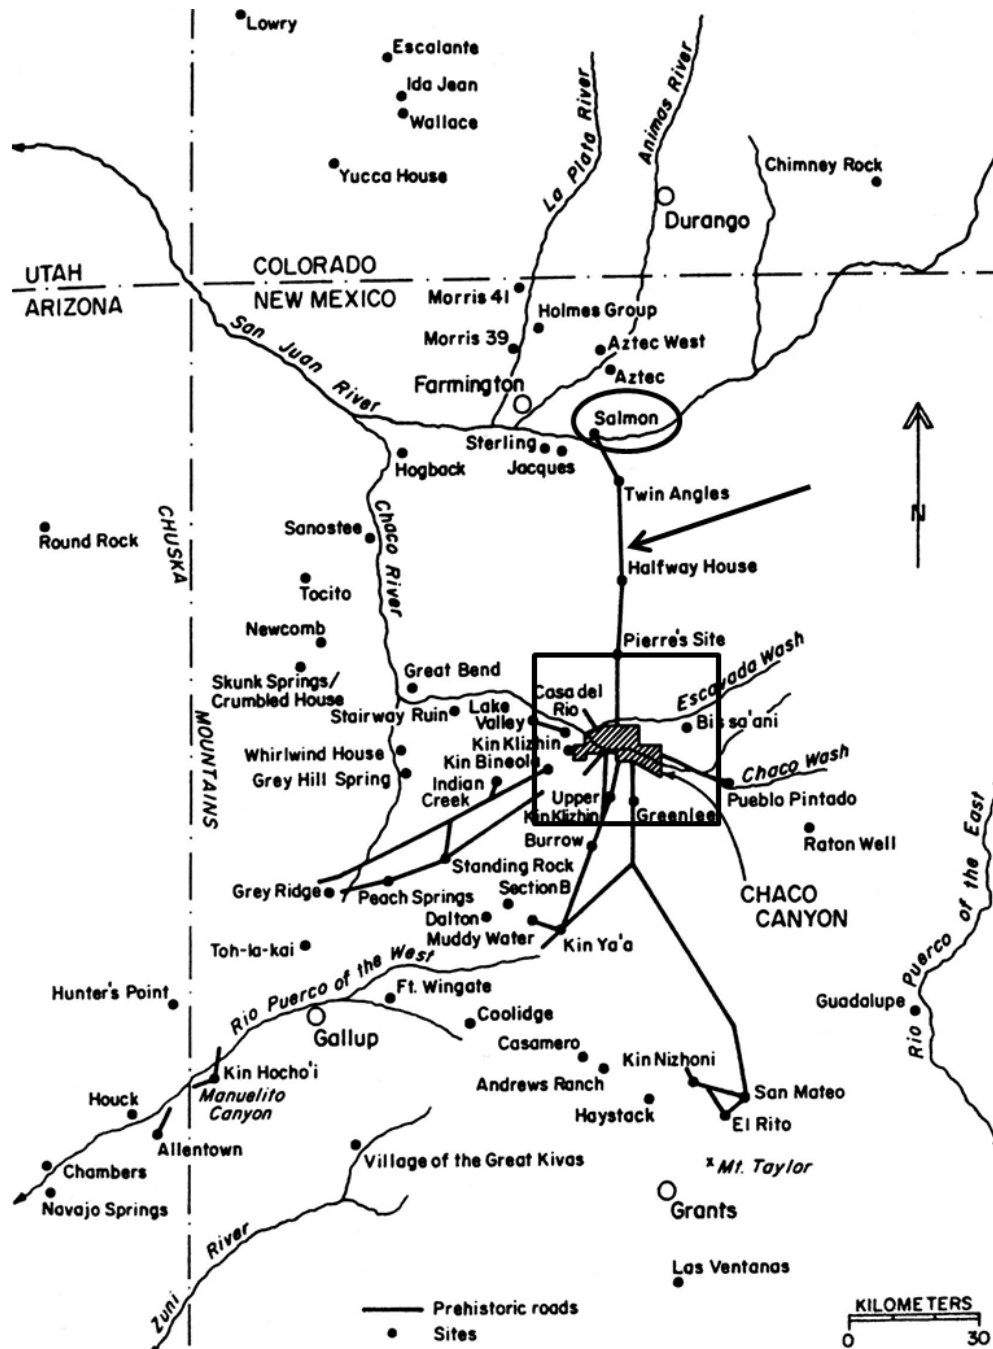 Lowry
Escalante
Ida Jean
Wallace
Yucca House
La Plata River
Animas River
Chimney Rock
Durango
UTAH
COLORADO
ARIZONA
NEW MEXICO
Morris 41
Holmes Group
San Juan River
Morris 39
Aztec West
Aztec
Farmington
Salmon
Sterling
Jacques
Hogback
Twin Angles
Chaco River
N
Round Rock
CHUSKA
Sanostee
Halfway House
Tocito
Newcomb
Pierre's Site
Skunk Springs/
Crumbled House
Great Bend
Casa del
Rio
Escavada Wash
Stairway Ruin
Lake
Valley
Bis sa'ani
MOUNTAINS
Whirlwind House
Kin Klizhin
Kin Bineola
Grey Hill Spring
Chaco Wash
Indian
Creek
Upper
Kin Klizhin
Greenlee
Pueblo Pintado
Burrow
Raton Well
Standing Rock
Grey Ridge
Peach Springs
Section 8
CHACO
CANYON
Dalton
Muddy Water
Kin Ya'a
Toh-la-kai
Rio Puerco of the West
Rio Puerco of the East
Hunter's Point
Ft. Wingate
Guadalupe
Gallup
Coolidge
Casamero
Kin Nizhoni
Kin Hocho'i
Andrews Ranch
Manuelito
Canyon
Houck
Haystack
San Mateo
El Rito
Allentown
Village of the Great Kivas
x Mt. Taylor
Chambers
Navajo Springs
Grants
Zuni River
Las Ventanas
Prehistoric roads
Sites
KILOMETERS
0 30